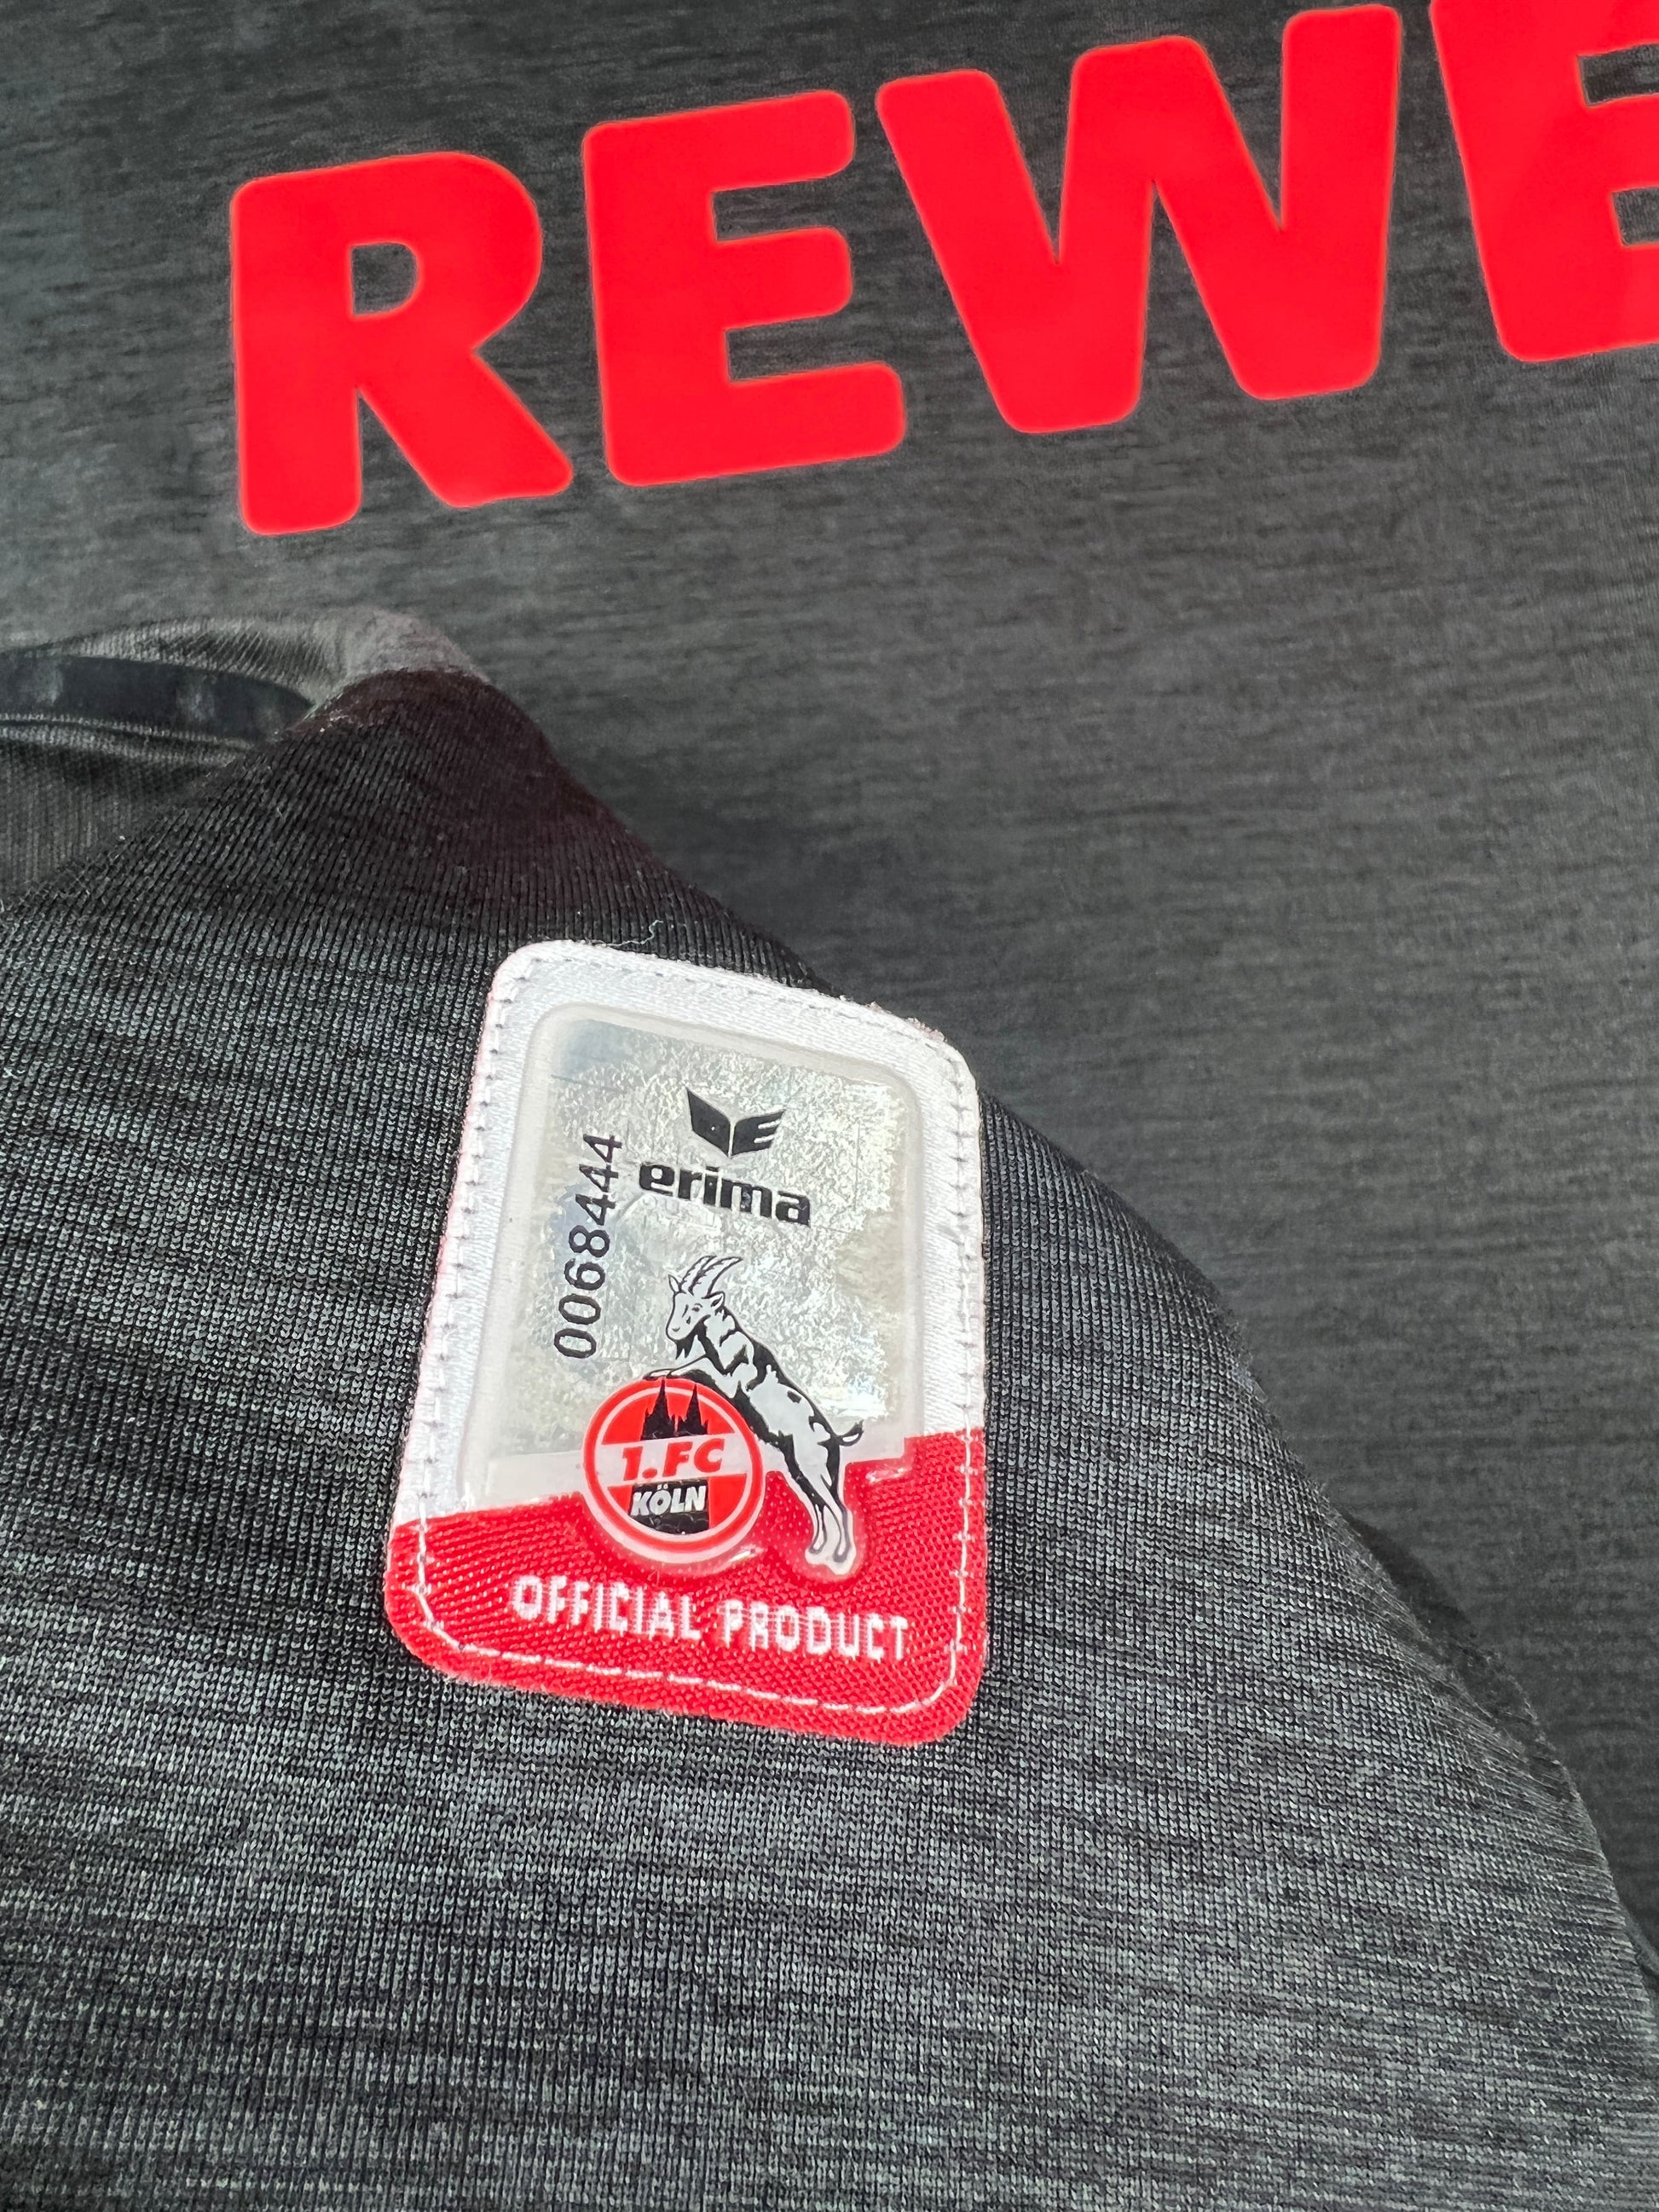 REWE
erima
0068444
1.FC
KÖLN
OFFICIAL PRODUCT